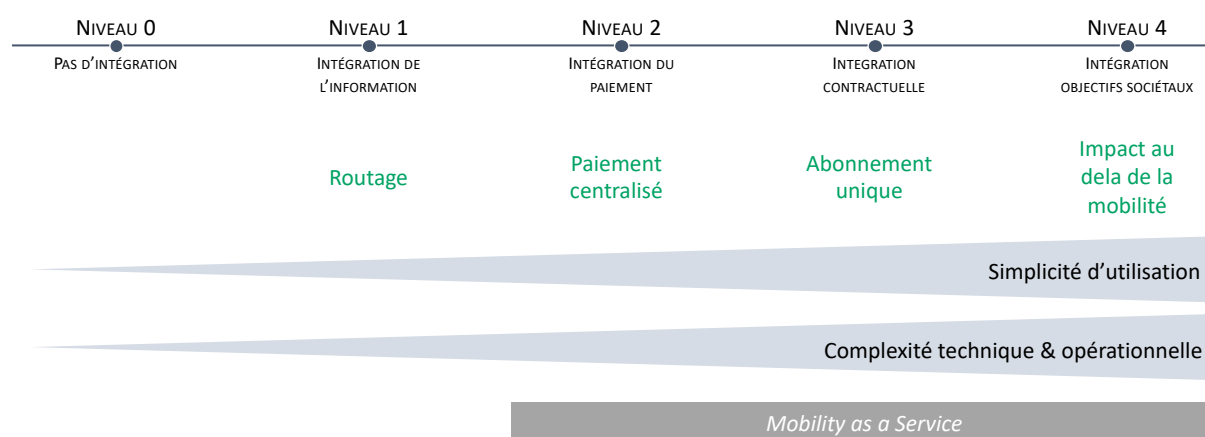 NIVEAU 0
NIVEAU 1
NIVEAU 2
NIVEAU 3
NIVEAU 4
PAS D'INTÉGRATION
INTÉGRATION DE
L'INFORMATION
INTÉGRATION DU
PAIEMENT
INTEGRATION
CONTRACTUELLE
INTÉGRATION
OBJECTIFS SOCIÉTAUX
Routage
Paiement
centralisé
Abonnement
unique
Impact au
dela de la
mobilité
Simplicité d'utilisation
Complexité technique & opérationnelle
Mobility as a Service